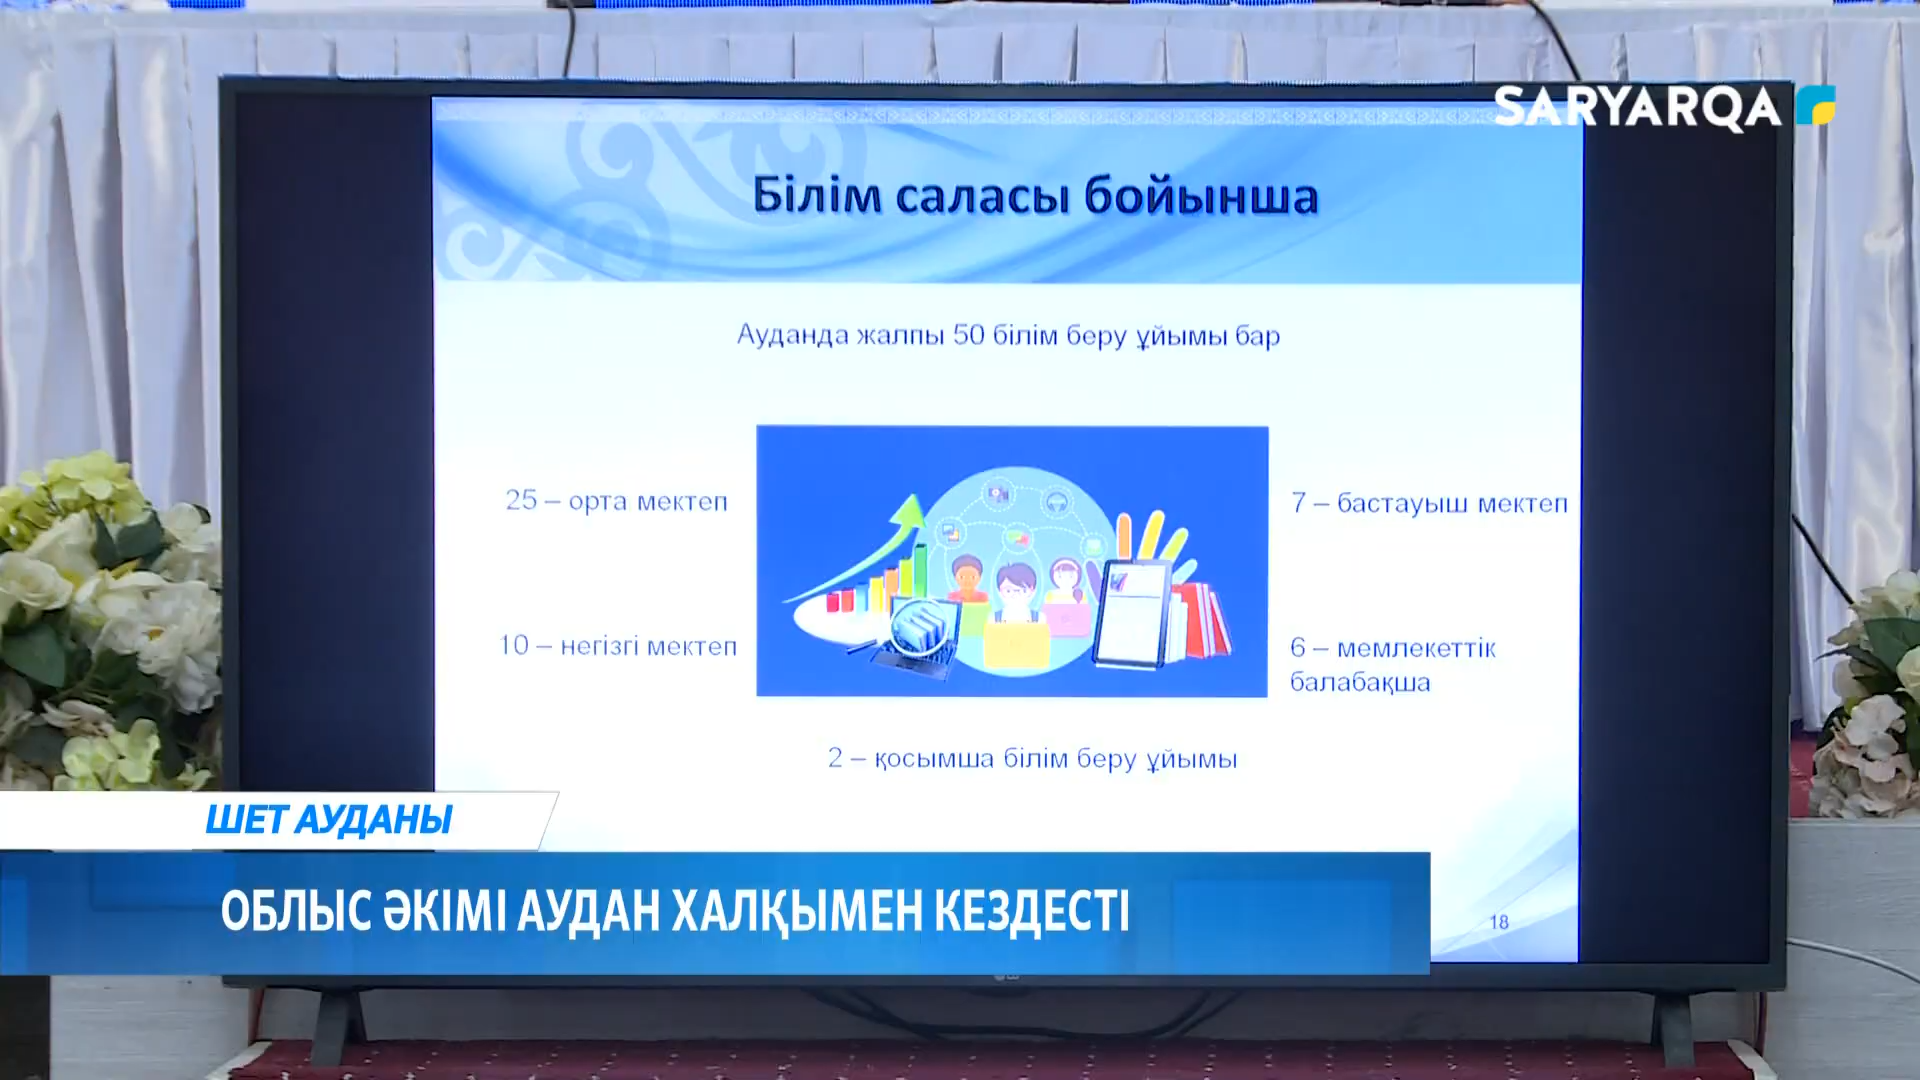 SARYARQA
Білім саласы бойынша
Ауданда жалпы 50 білім беру ұйымы бар
25 – орта мектеп
7 – бастауыш мектеп
10 – негізгі мектеп
6 – мемлекеттік
балабақша
2 – қосымша білім беру ұйымы
ШЕТ АУДАНЫ
ОБЛЫС ӘКІМІ АУДАН ХАЛҚЫМЕН КЕЗДЕСТІ
18